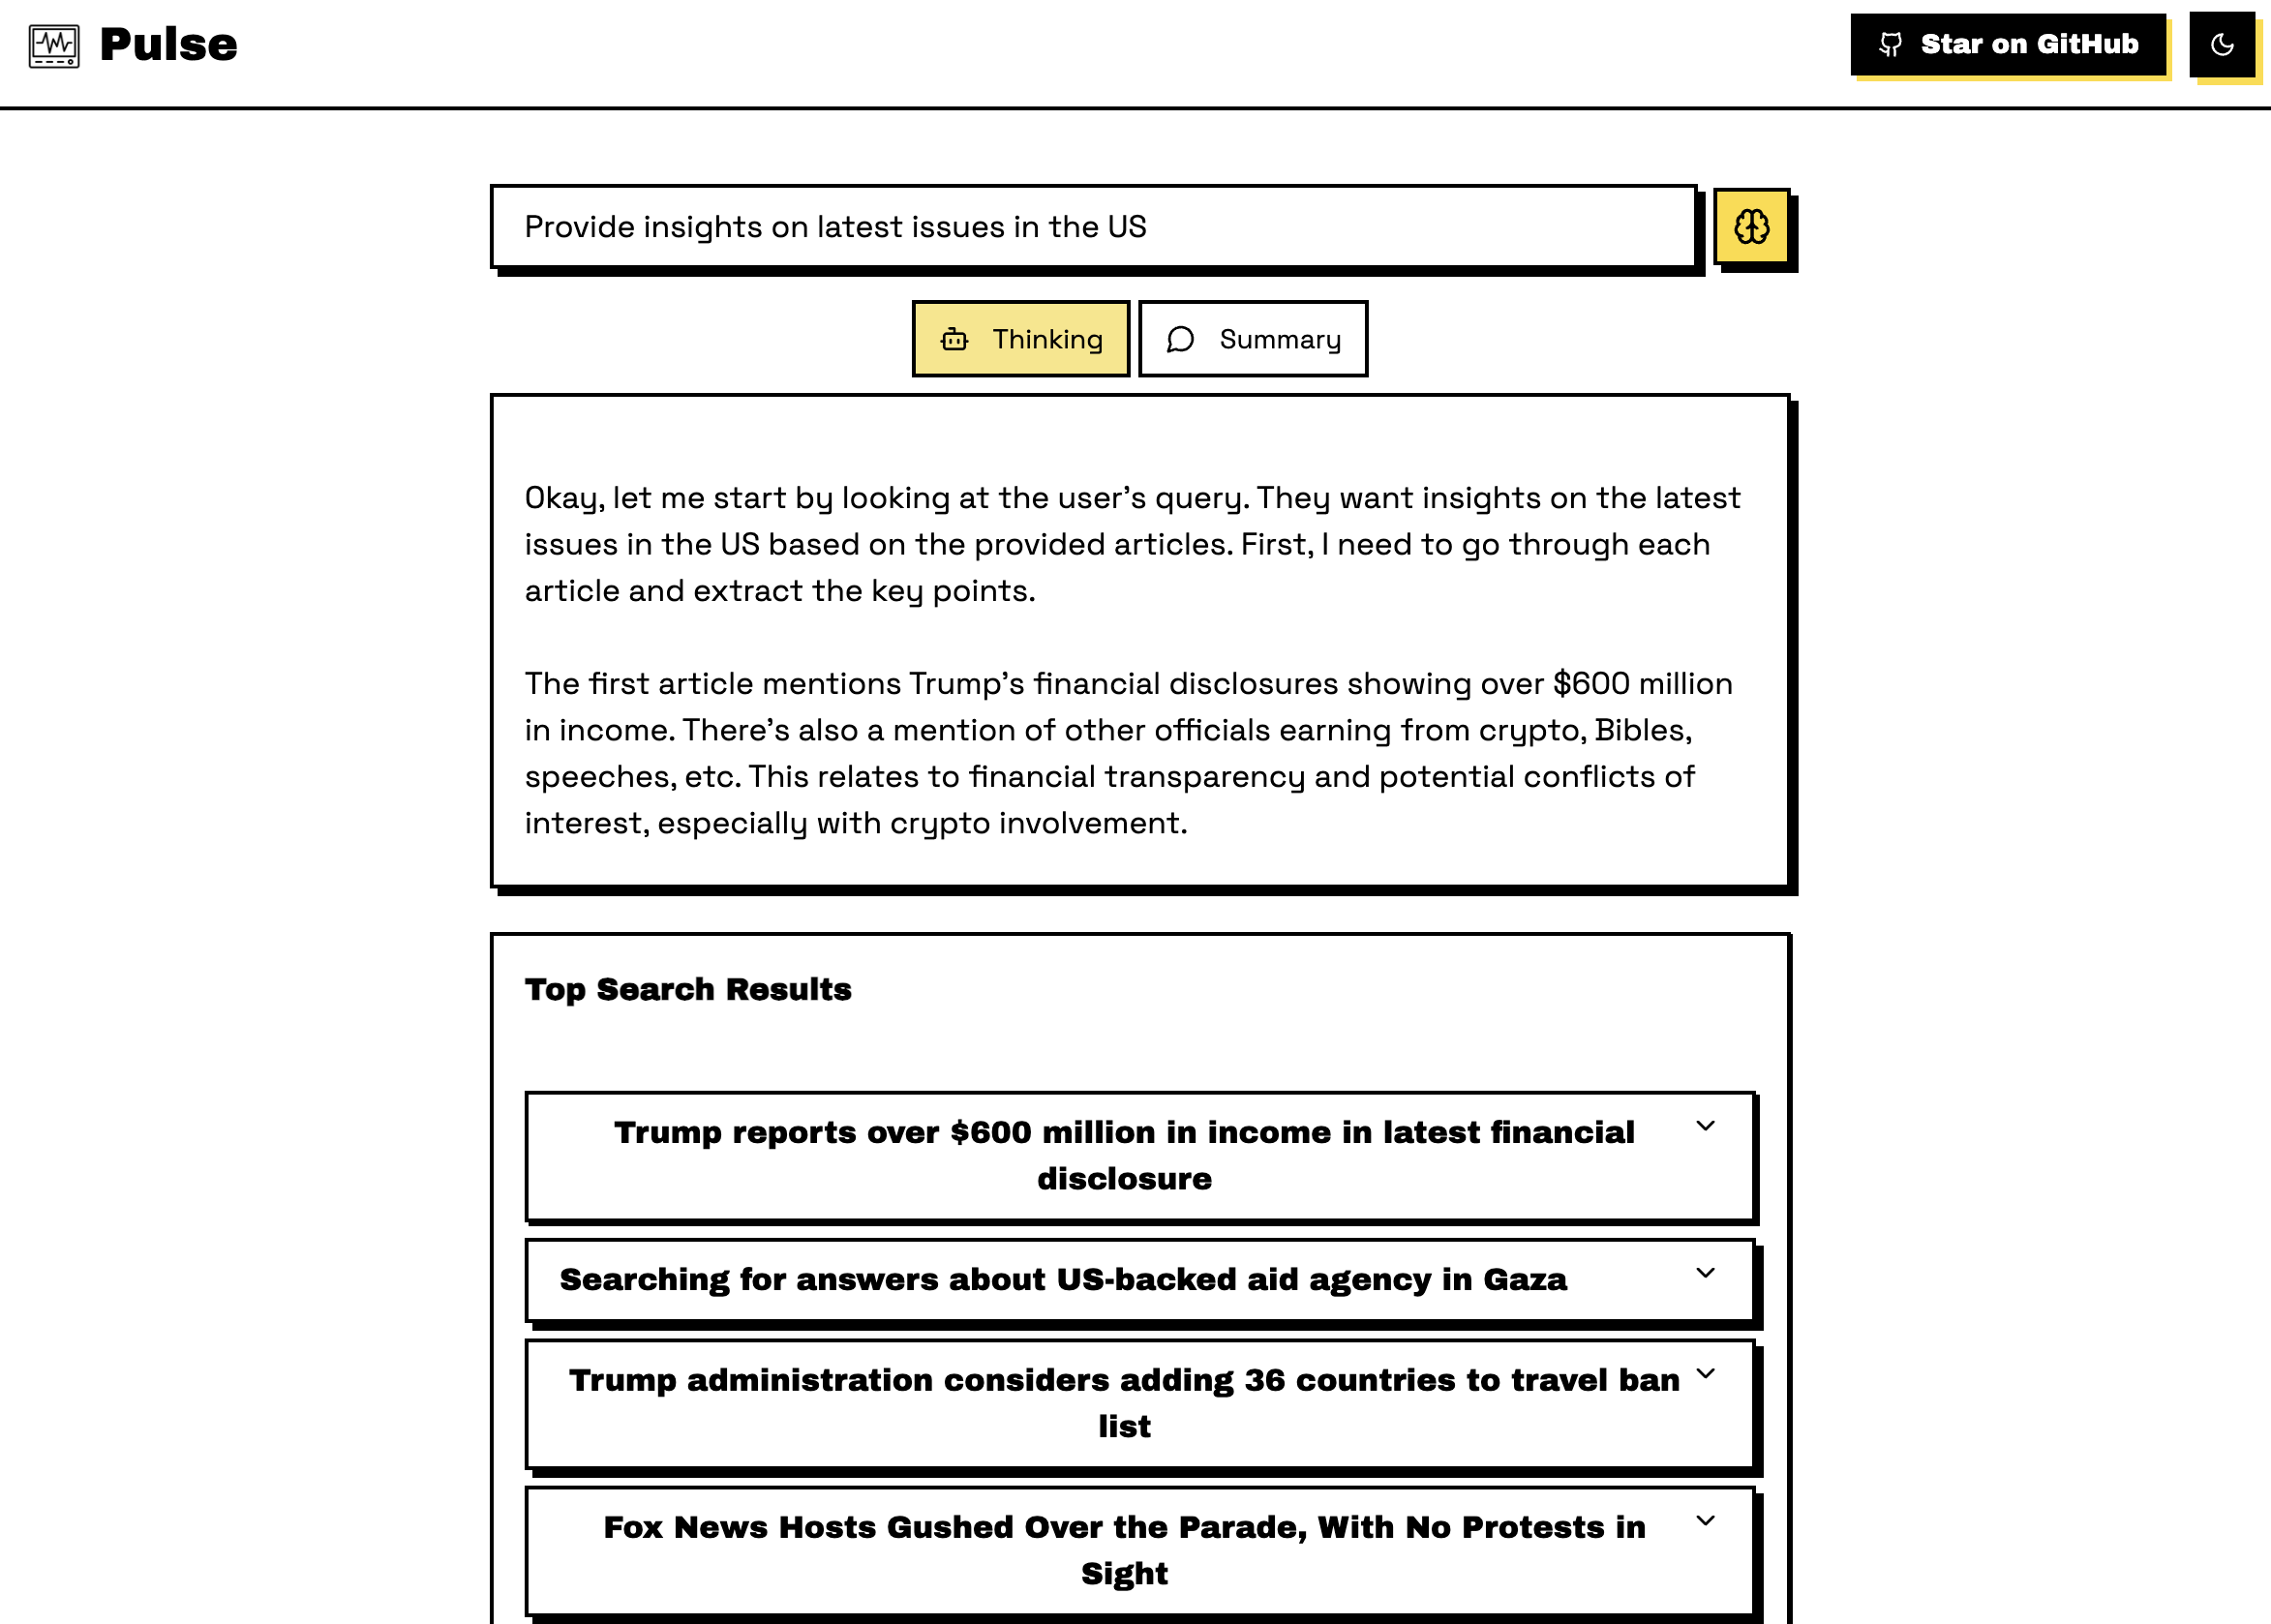 Pulse
Star on GitHub
Provide insights on latest issues in the US
Thinking
Summary
Okay, let me start by looking at the user’s query. They want insights on the latest
issues in the US based on the provided articles. First, I need to go through each
article and extract the key points.
The first article mentions Trump’s financial disclosures showing over $600 million
in income. There’s also a mention of other officials earning from crypto, Bibles,
speeches, etc. This relates to financial transparency and potential conflicts of
interest, especially with crypto involvement.
Top Search Results
Trump reports over $600 million in income in latest financial
disclosure
Searching for answers about US-backed aid agency in Gaza
Trump administration considers adding 36 countries to travel ban
list
Fox News Hosts Gushed Over the Parade, With No Protests in
Sight